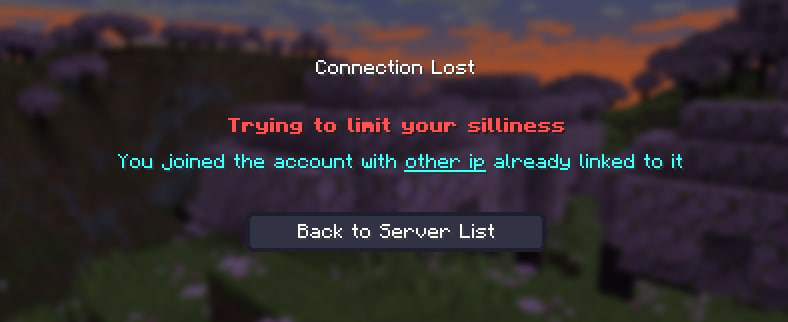 Connection Lost
Trying to limit your silliness
You joined the account with other ip already linked to it
Back to Server List